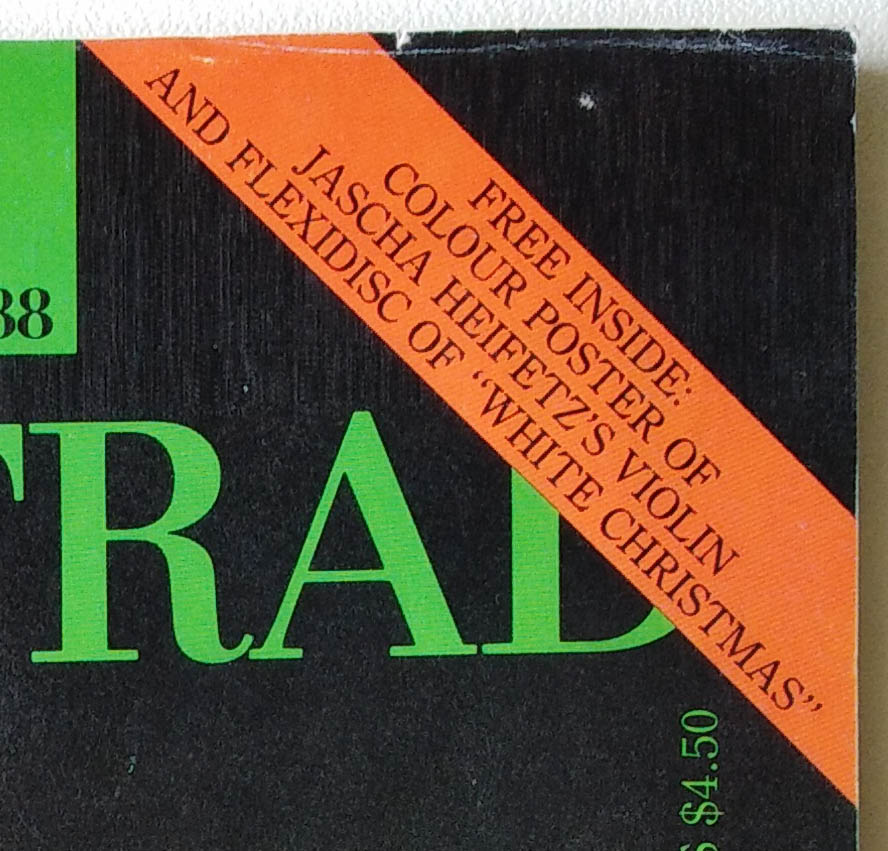 FREE INSIDE:
COLOUR POSTER OF
JASCHA HEIFETZ'S VIOLIN
AND FLEXIDISC OF "WHITE CHRISTMAS"
88
TRAD
$4.50